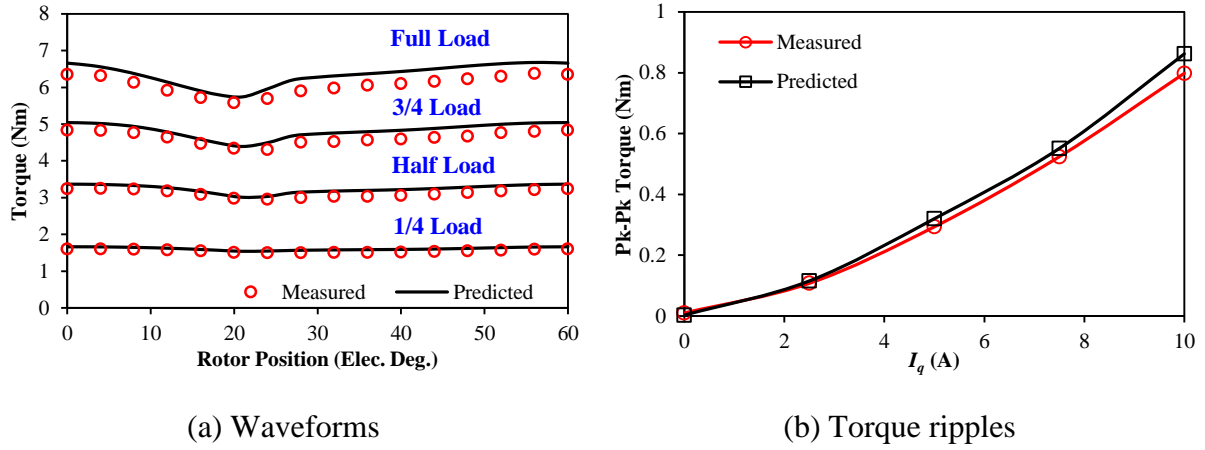 8
7
6
5
4
3
2
1
0
Torque (Nm)
Full Load
3/4 Load
Half Load
1/4 Load
Measured
Predicted
0 10 20 30 40 50 60
Rotor Position (Elec. Deg.)
(a) Waveforms
1
0.8
0.6
0.4
0.2
0
Pk-Pk Torque (Nm)
Measured
Predicted
0 2 4 6 8 10
Iq (A)
(b) Torque ripples